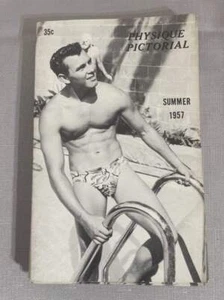 35c
PHYSIQUE
PICTORIAL
SUMMER
1957